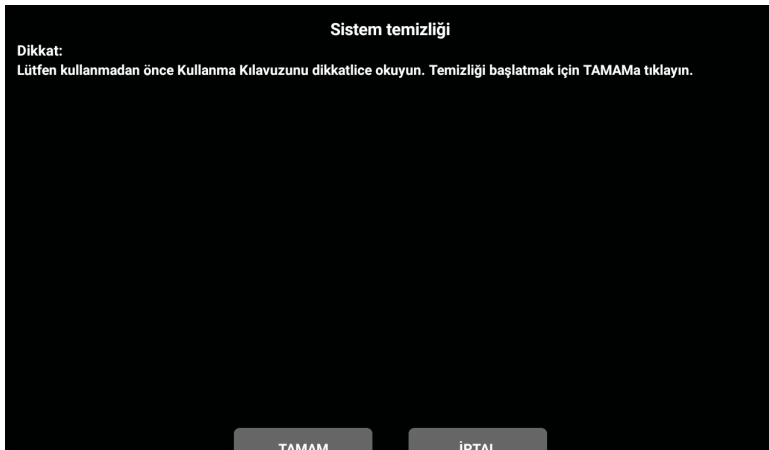 Sistem temizliği
Dikkat:
Lütfen kullanmadan önce Kullanma Kılavuzunu dikkatlice okuyun. Temizliği başlatmak için TAMAMa tıklayın.
TAMAM
İPTAL